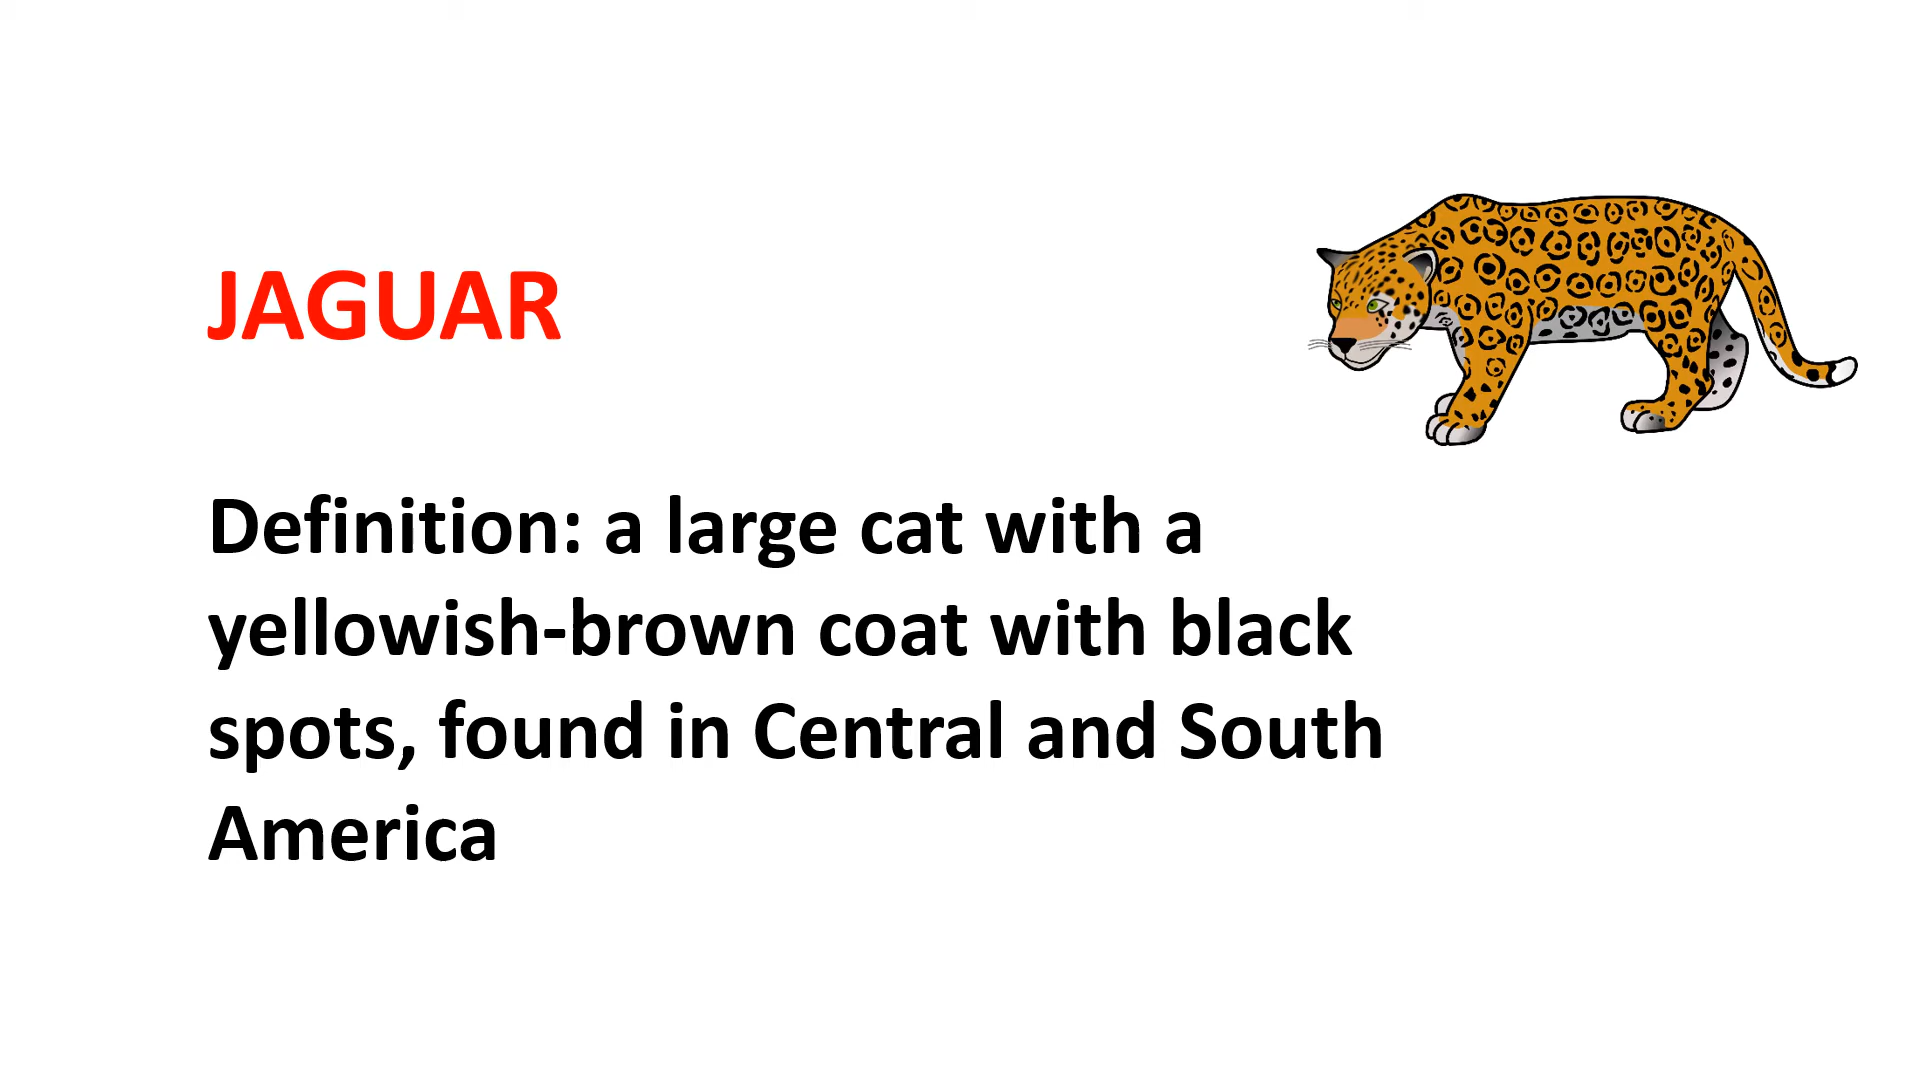 JAGUAR
Definition: a large cat with a
yellowish-brown coat with black
spots, found in Central and South
America